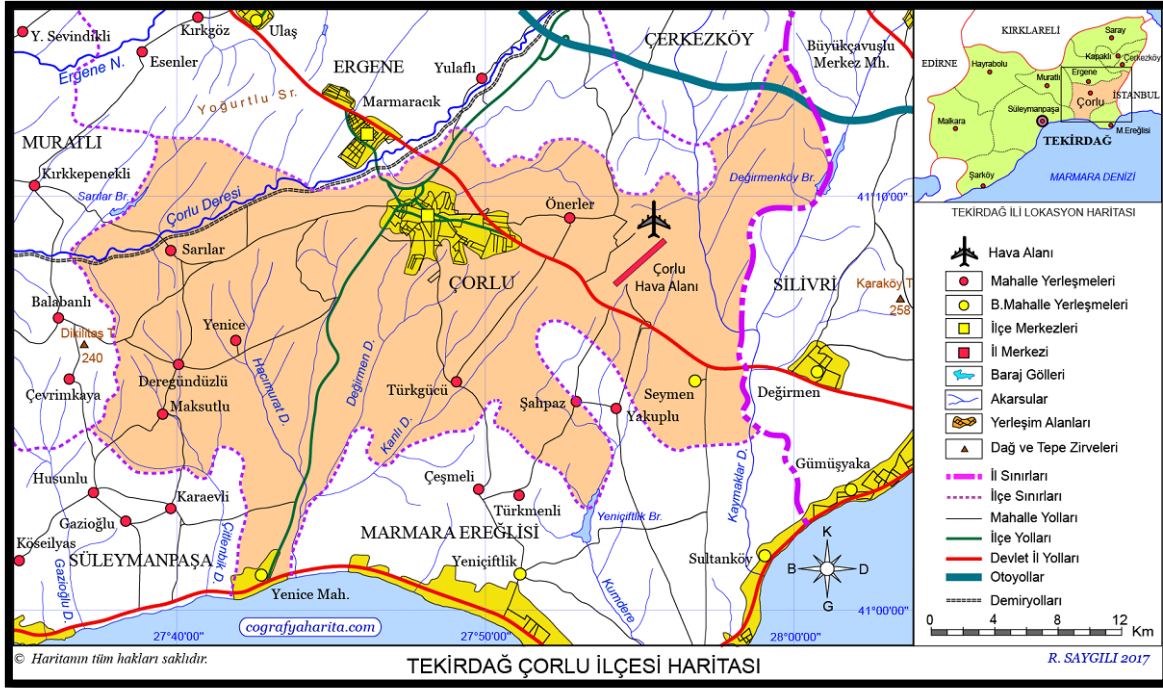 Y. Sevindikli
Kırkgöz
Ulaş
Esenler
Ergene N.
Yoğurtlu Sr.
ERGENE
Marmaracık
Yulaflı
ÇERKEZKÖY
Büyükçavuşlu
Merkez Mh.
MURATLI
Kırkkepenekli
Sarılar Br.
Çorlu Deresi
Sarılar
Önerler
Değirmenköy Br.
41°10'00"
ÇORLU
Çorlu
Hava Alanı
SİLİVRİ
Karaköy T.
258
Balabanlı
Dikilitaş T.
240
Yenice
Hacımurat D.
Değirmen D.
Çevrimkaya
Deregündüzlü
Maksutlu
Türkgücü
Kanlı D.
Şahpaz
Yakuplu
Seymen
Değirmen
Husunlu
Karaevli
Gazioğlu
Köseilyas
SÜLEYMANPAŞA
Gazioğlu D.
Çitlenbik D.
Çeşmeli
Türkmenli
MARMARA EREĞLİSİ
Yeniçiftlik Br.
Yeniçiftlik
Kumdere
Kaymaklar D.
Gümüşyaka
Sultanköy
Yenice Mah.
K
B
D
G
41°00'00"
27°40'00"
27°50'00"
28°00'00"
cografyaharita.com
KIRKLARELİ
EDİRNE
Saray
Kapaklı
Çerkezköy
Hayrabolu
Muratlı
Ergene
Çorlu
İSTANBUL
Süleymanpaşa
Malkara
M.Ereğlisi
TEKİRDAĞ
Şarköy
MARMARA DENİZİ
TEKİRDAĞ İLİ LOKASYON HARİTASI
Hava Alanı
Mahalle Yerleşmeleri
B.Mahalle Yerleşmeleri
İlçe Merkezleri
İl Merkezi
Baraj Gölleri
Akarsular
Yerleşim Alanları
Dağ ve Tepe Zirveleri
İl Sınırları
İlçe Sınırları
Mahalle Yolları
İlçe Yolları
Devlet İl Yolları
Otoyollar
Demiryolları
0 4 8 12
Km
© Haritanın tüm hakları saklıdır.
TEKİRDAĞ ÇORLU İLÇESİ HARİTASI
R. SAYGILI 2017